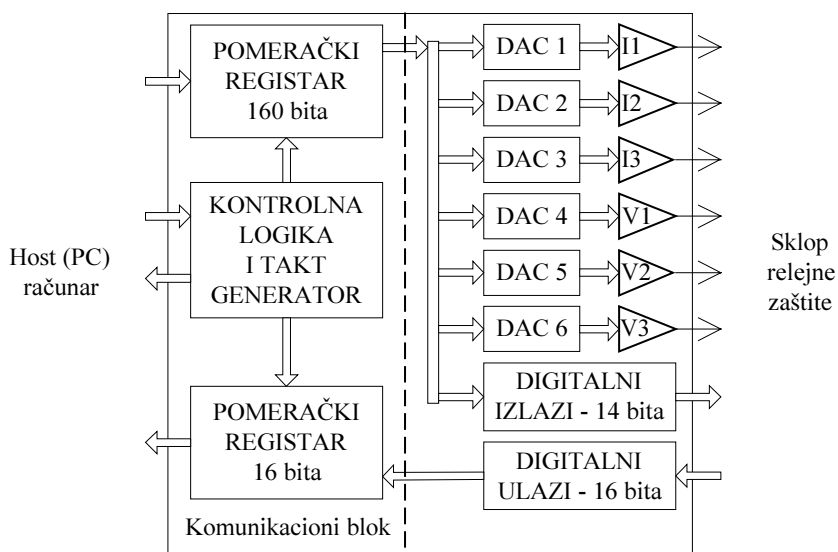 POMERAČKI
REGISTAR
160 bita
KONTROLNA
LOGIKA
I TAKT
GENERATOR
POMERAČKI
REGISTAR
16 bita
Komunikacioni blok
Host (PC)
računar
DAC 1
I1
DAC 2
I2
DAC 3
I3
DAC 4
V1
DAC 5
V2
DAC 6
V3
DIGITALNI
IZLAZI - 14 bita
DIGITALNI
ULAZI - 16 bita
Sklop
relejne
zaštite